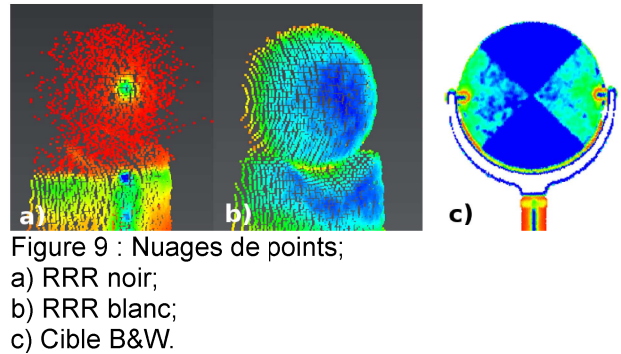 a)
b)
c)
Figure 9 : Nuages de points;
a) RRR noir;
b) RRR blanc;
c) Cible B&W.